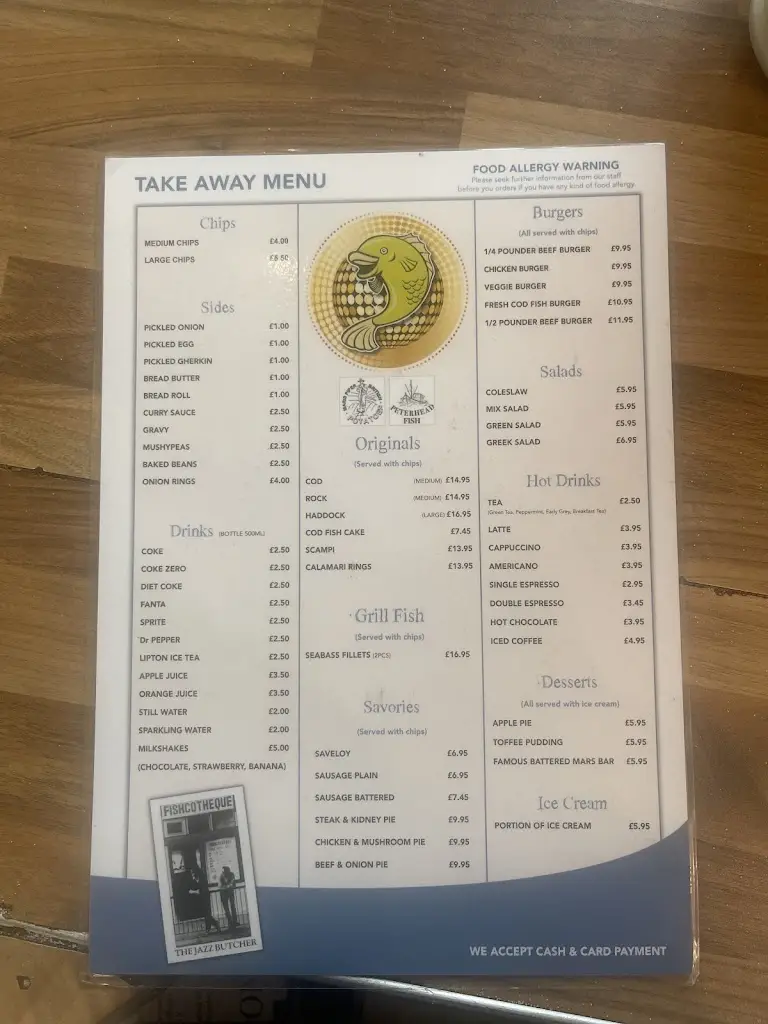 TAKE AWAY MENU
FOOD ALLERGY WARNING
Please seek further information from our staff
before you orders if you have any kind of food allergy
Chips
MEDIUM CHIPS £4.00
LARGE CHIPS £5.50
Sides
PICKLED ONION £1.00
PICKLED EGG £1.00
PICKLED GHERKIN £1.00
BREAD BUTTER £1.00
BREAD ROLL £1.00
CURRY SAUCE £2.50
GRAVY £2.50
MUSHYPEAS £2.50
BAKED BEANS £2.50
ONION RINGS £4.00
Drinks (BOTTLE 500ML)
COKE £2.50
COKE ZERO £2.50
DIET COKE £2.50
FANTA £2.50
SPRITE £2.50
Dr PEPPER £2.50
LIPTON ICE TEA £2.50
APPLE JUICE £3.50
ORANGE JUICE £3.50
STILL WATER £2.00
SPARKLING WATER £2.00
MILKSHAKES £5.00
(CHOCOLATE, STRAWBERRY, BANANA)
FISHCOTHEQUE
THE JAZZ BUTCHER
POTATOES
PETERHEAD
FISH
Originals
(Served with chips)
COD (MEDIUM) £14.95
ROCK (MEDIUM) £14.95
HADDOCK (LARGE) £16.95
COD FISH CAKE £7.45
SCAMPI £13.95
CALAMARI RINGS £13.95
Grill Fish
(Served with chips)
SEABASS FILLETS (2PCS) £16.95
Savories
(Served with chips)
SAVELOY £6.95
SAUSAGE PLAIN £6.95
SAUSAGE BATTERED £7.45
STEAK & KIDNEY PIE £9.95
CHICKEN & MUSHROOM PIE £9.95
BEEF & ONION PIE £9.95
Burgers
(All served with chips)
1/4 POUNDER BEEF BURGER £9.95
CHICKEN BURGER £9.95
VEGGIE BURGER £9.95
FRESH COD FISH BURGER £10.95
1/2 POUNDER BEEF BURGER £11.95
Salads
COLESLAW £5.95
MIX SALAD £5.95
GREEN SALAD £5.95
GREEK SALAD £6.95
Hot Drinks
TEA £2.50
(Green Tea, Peppermint, Early Grey, Breakfast Tea)
LATTE £3.95
CAPPUCCINO £3.95
AMERICANO £3.95
SINGLE ESPRESSO £2.95
DOUBLE ESPRESSO £3.45
HOT CHOCOLATE £3.95
ICED COFFEE £4.95
Desserts
(All served with ice cream)
APPLE PIE £5.95
TOFFEE PUDDING £5.95
FAMOUS BATTERED MARS BAR £5.95
Ice Cream
PORTION OF ICE CREAM £5.95
WE ACCEPT CASH & CARD PAYMENT